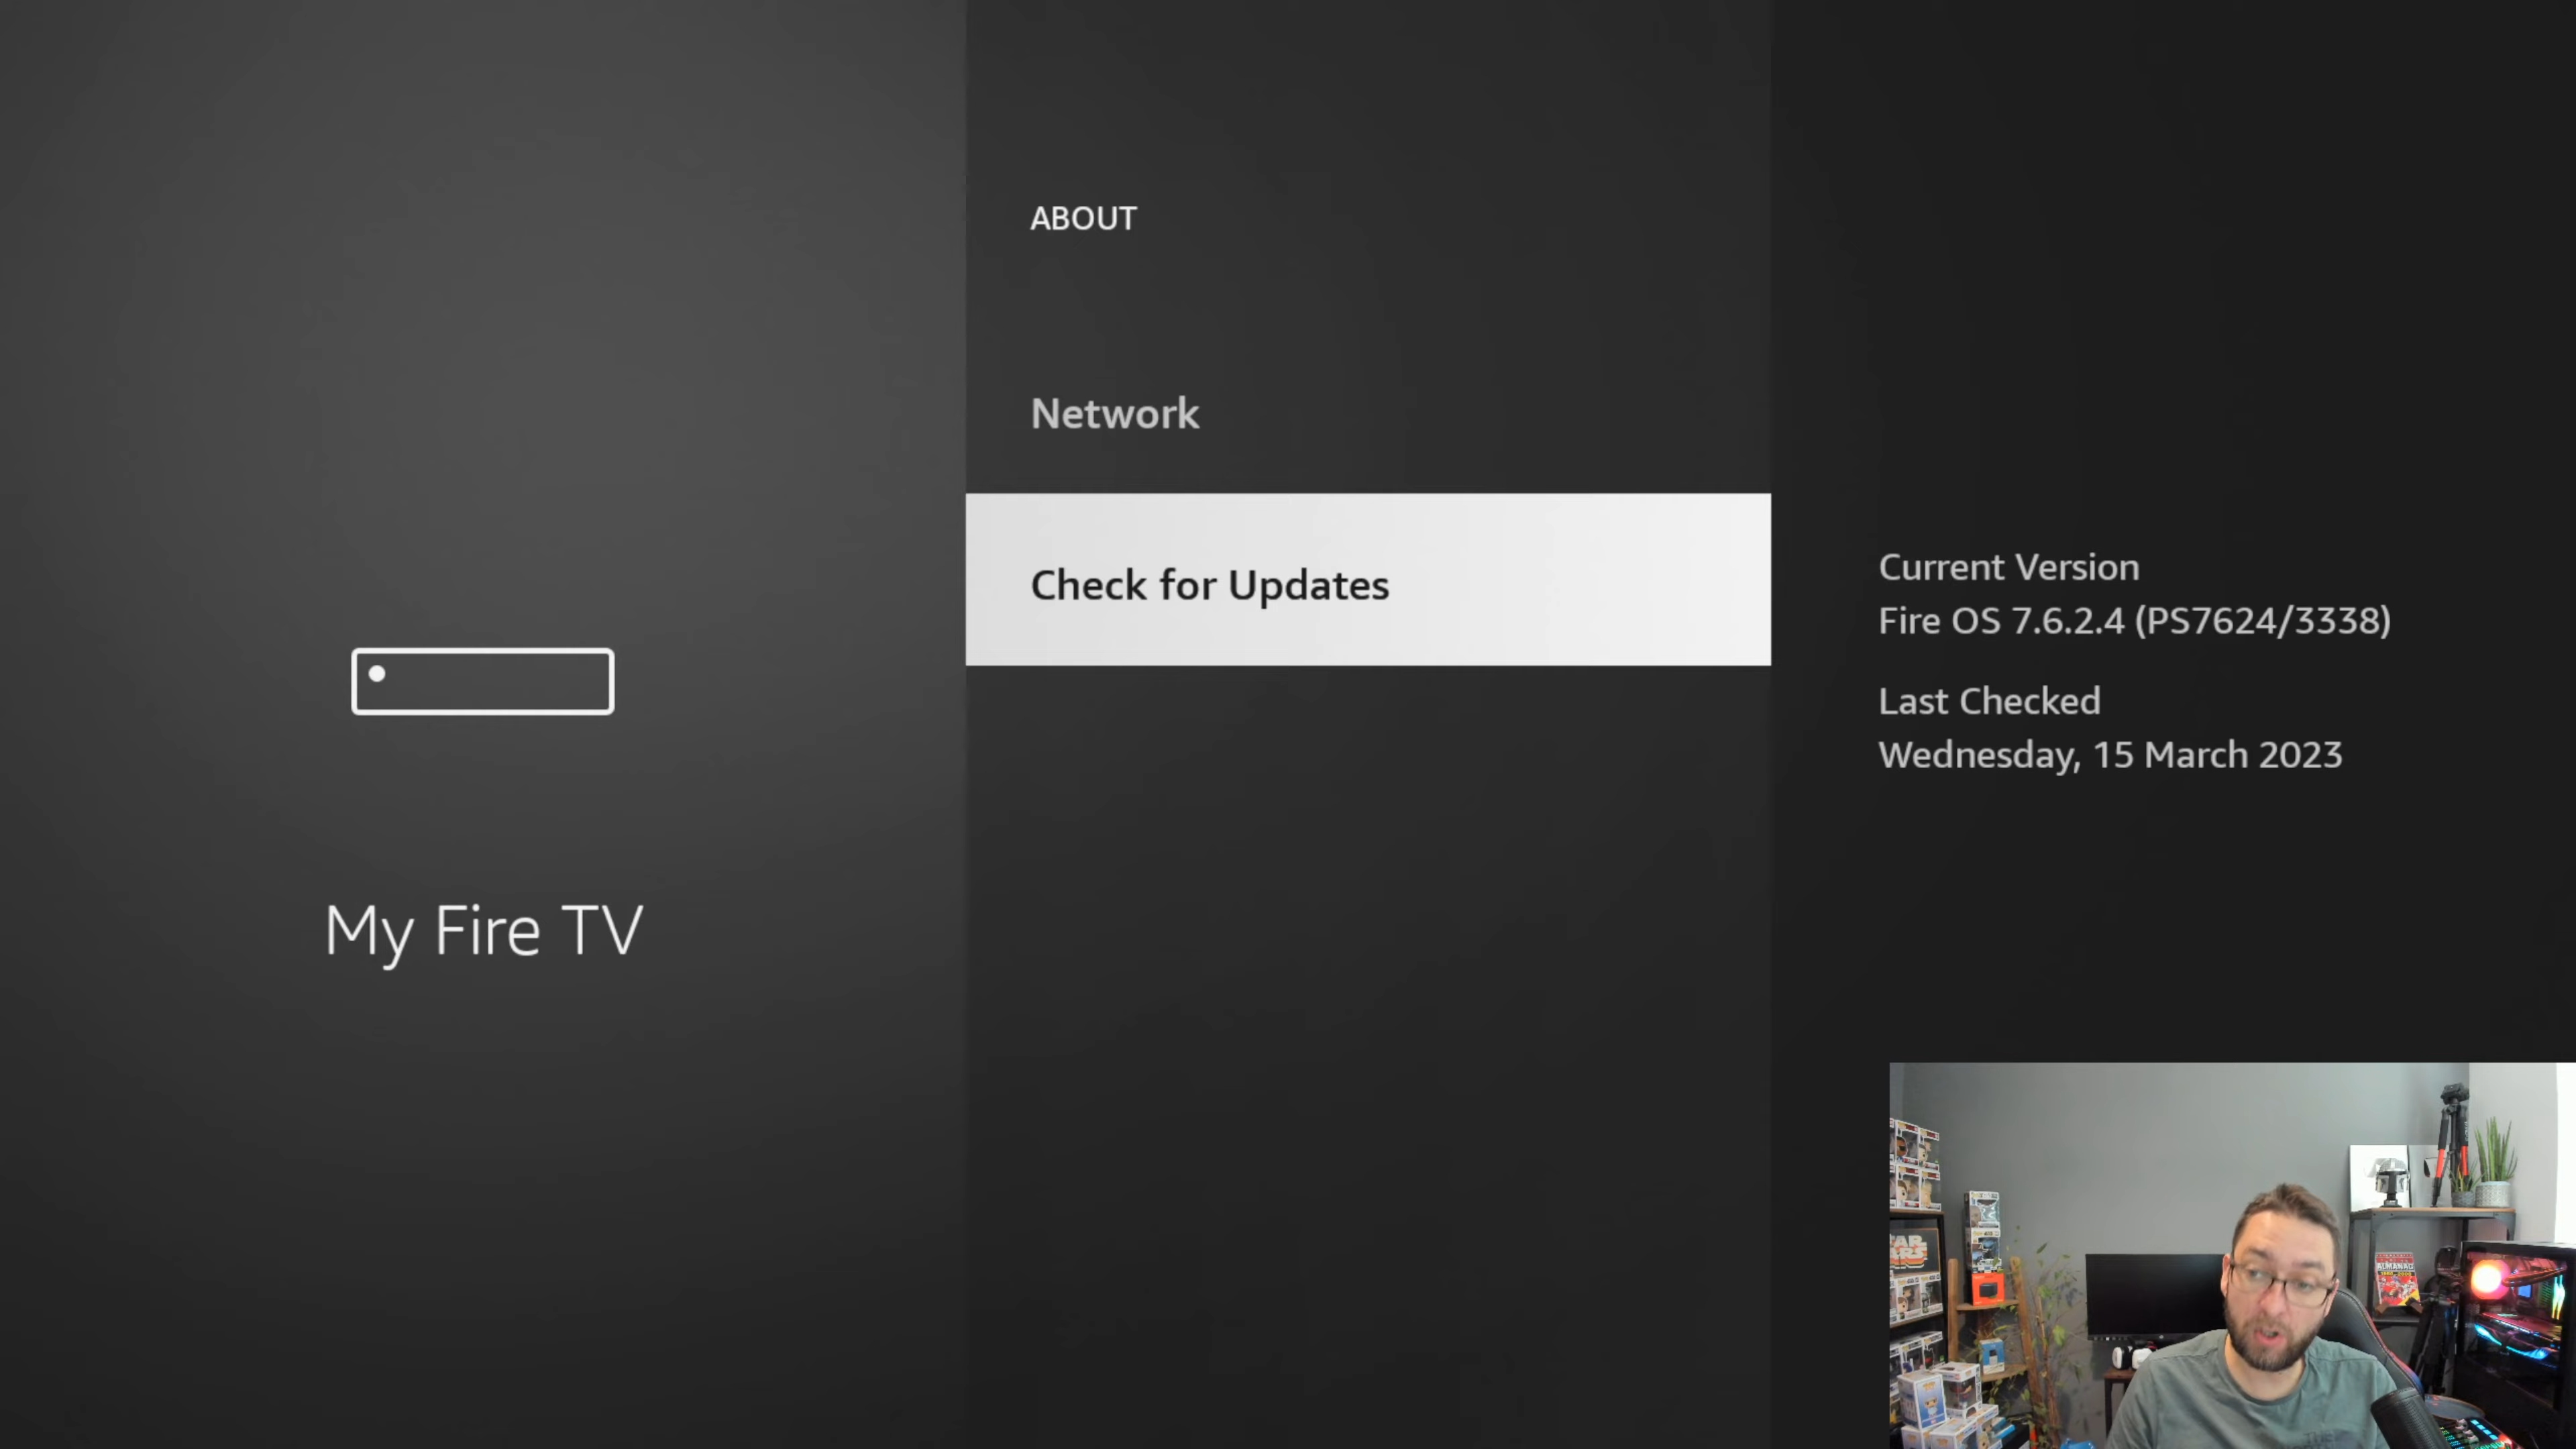 ABOUT
Network
Check for Updates
My Fire TV
Current Version
Fire OS 7.6.2.4 (PS7624/3338)
Last Checked
Wednesday, 15 March 2023
ALMANAC